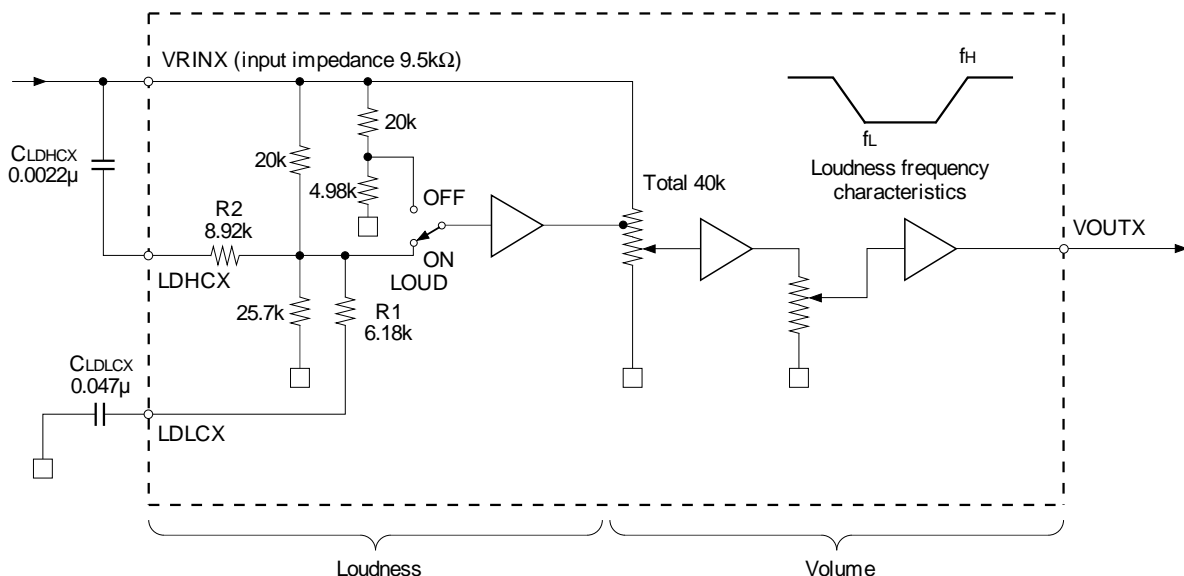 VRINX (input impedance 9.5kΩ)
fH
20k
CLDHCX
0.0022µ
20k
fL
Loudness frequency
characteristics
4.98k
OFF
Total 40k
R2
8.92k
VOUTX
LDHCX
ON
LOUD
25.7k
R1
6.18k
CLDLCX
0.047µ
LDLCX
Loudness
Volume